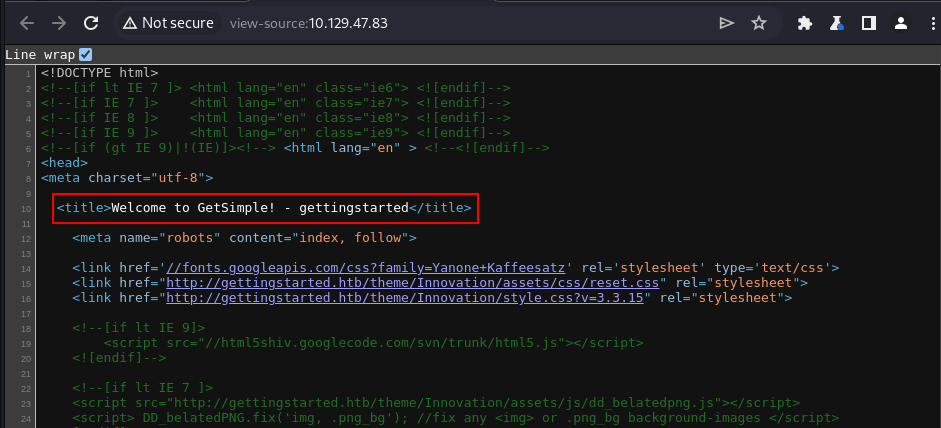 Not secure view-source:10.129.47.83
Line wrap
1 <!DOCTYPE html>
2 <!--[if lt IE 7 ]> <html lang="en" class="ie6"> <![endif]-->
3 <!--[if IE 7 ]>    <html lang="en" class="ie7"> <![endif]-->
4 <!--[if IE 8 ]>    <html lang="en" class="ie8"> <![endif]-->
5 <!--[if IE 9 ]>    <html lang="en" class="ie9"> <![endif]-->
6 <!--[if (gt IE 9)|!(IE)]><!--> <html lang="en" > <!--<![endif]-->
7 <head>
8 <meta charset="utf-8">
9
10   <title>Welcome to GetSimple! - gettingstarted</title>
11
12     <meta name="robots" content="index, follow">
13
14     <link href='//fonts.googleapis.com/css?family=Yanone+Kaffeesatz' rel='stylesheet' type='text/css'>
15     <link href="http://gettingstarted.htb/theme/Innovation/assets/css/reset.css" rel="stylesheet">
16     <link href="http://gettingstarted.htb/theme/Innovation/style.css?v=3.3.15" rel="stylesheet">
17
18     <!--[if lt IE 9]>
19         <script src="//html5shiv.googlecode.com/svn/trunk/html5.js"></script>
20     <![endif]-->
21
22     <!--[if lt IE 7 ]>
23     <script src="http://gettingstarted.htb/theme/Innovation/assets/js/dd_belatedpng.js"></script>
24     <script> DD_belatedPNG.fix('img, .png_bg'); //fix any <img> or .png_bg background-images </script>